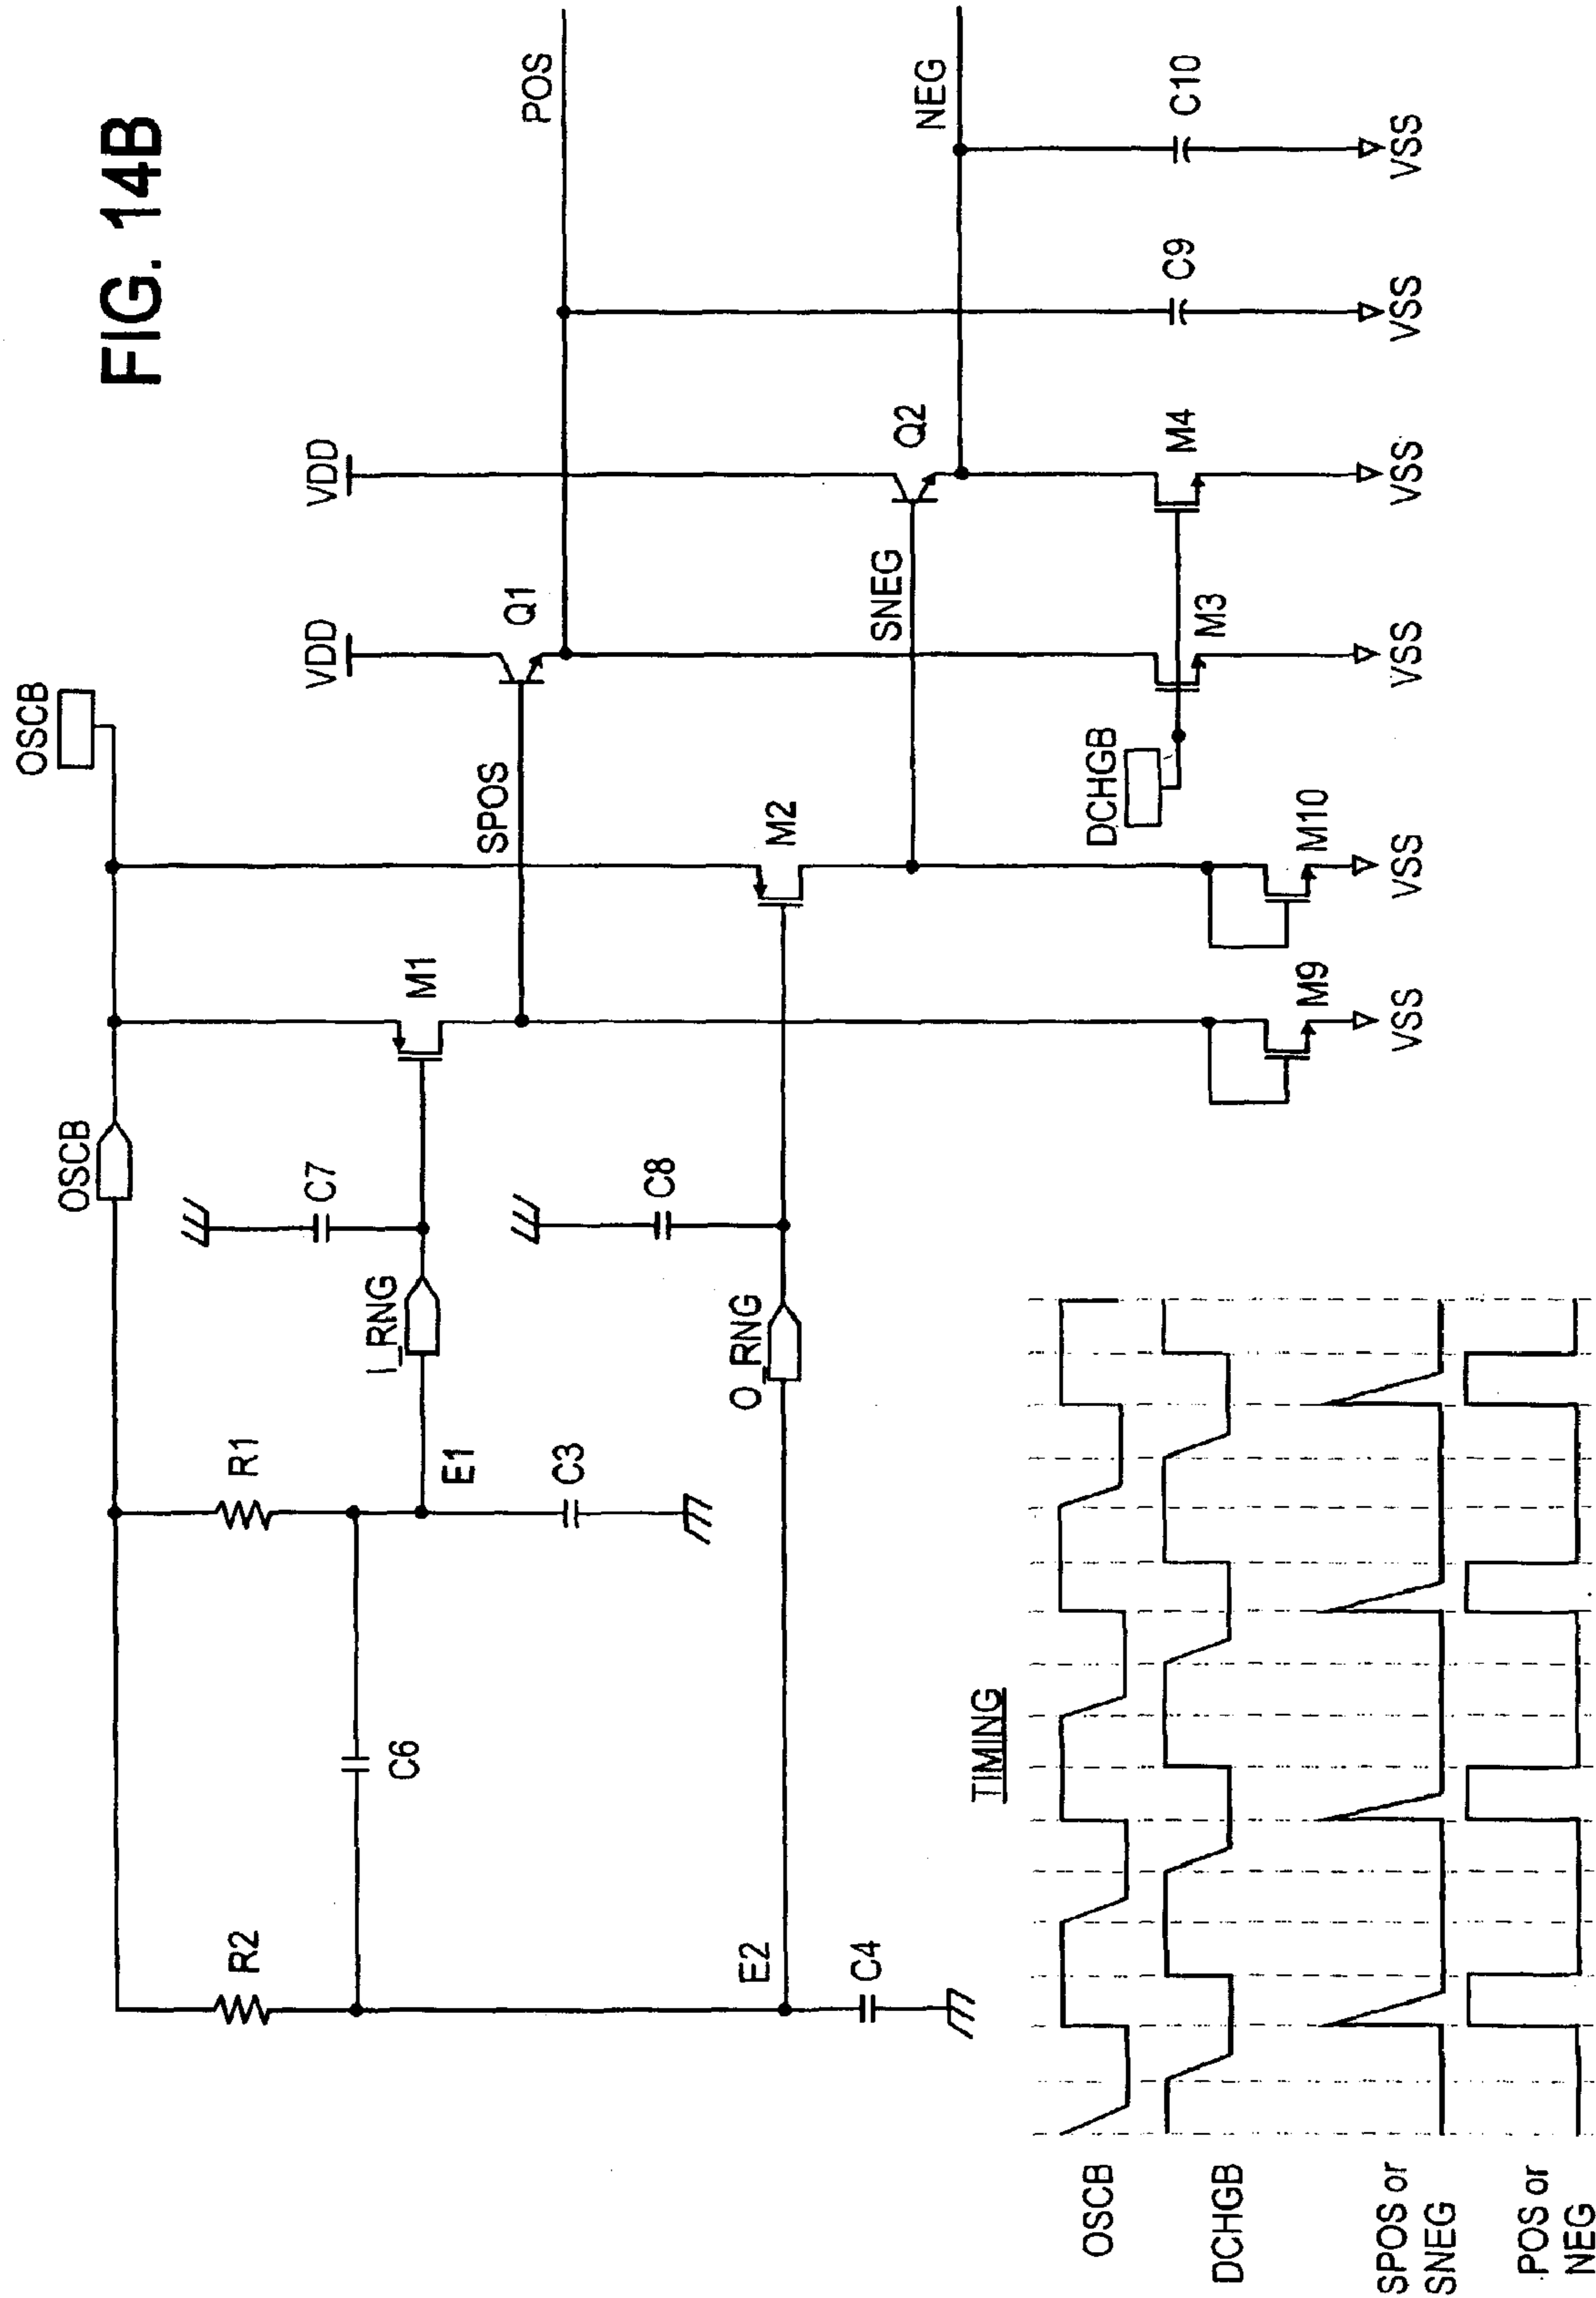 FIG. 14B
OSCB
OSCB
R2
R1
C6
E1
C3
I_RNG
C7
M1
SPOS
VDD
Q1
POS
E2
C4
O_RNG
C8
M2
SNEG
VDD
Q2
NEG
DCHGB
M9
VSS
M10
VSS
M3
VSS
M4
VSS
C9
VSS
C10
VSS
TIMING
OSCB
DCHGB
SPOS or
SNEG
POS or
NEG